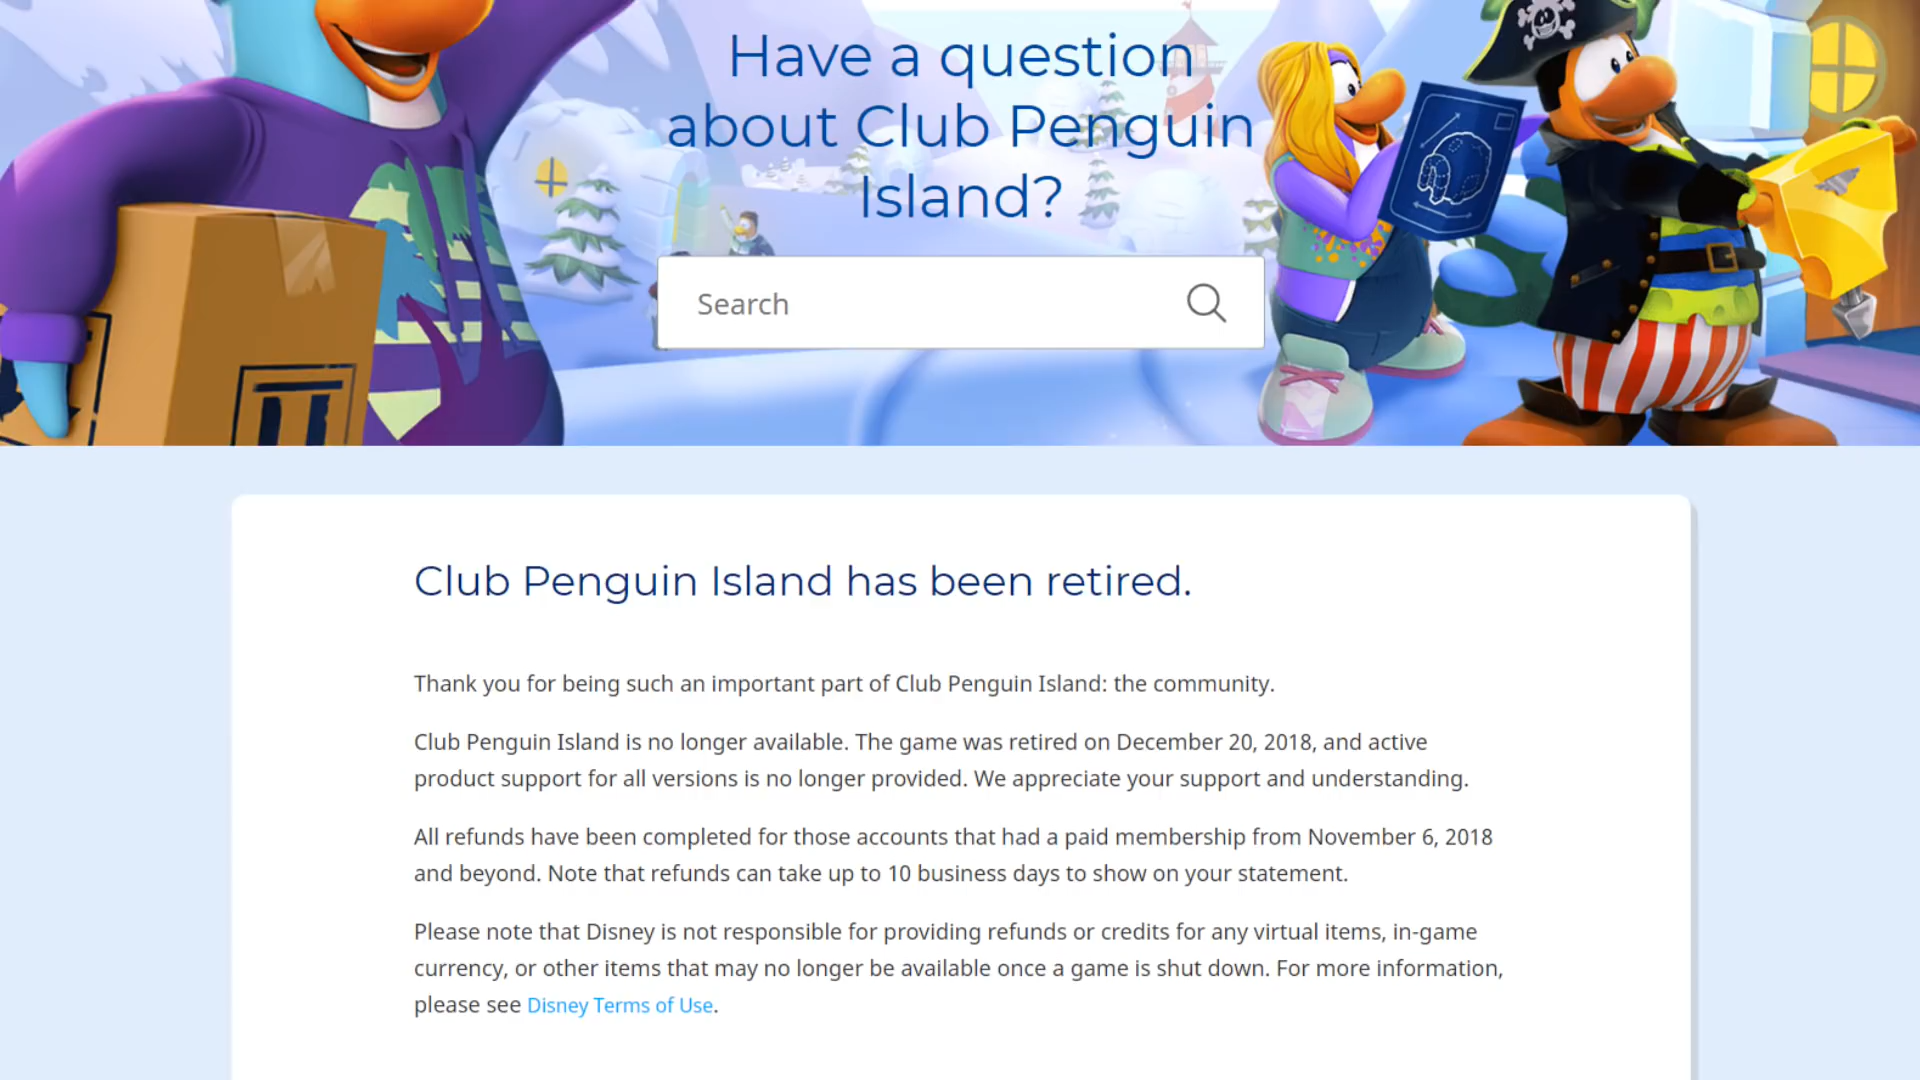 Have a question
about Club Penguin
Island?
Search
Club Penguin Island has been retired.
Thank you for being such an important part of Club Penguin Island: the community.
Club Penguin Island is no longer available. The game was retired on December 20, 2018, and active
product support for all versions is no longer provided. We appreciate your support and understanding.
All refunds have been completed for those accounts that had a paid membership from November 6, 2018
and beyond. Note that refunds can take up to 10 business days to show on your statement.
Please note that Disney is not responsible for providing refunds or credits for any virtual items, in-game
currency, or other items that may no longer be available once a game is shut down. For more information,
please see Disney Terms of Use.